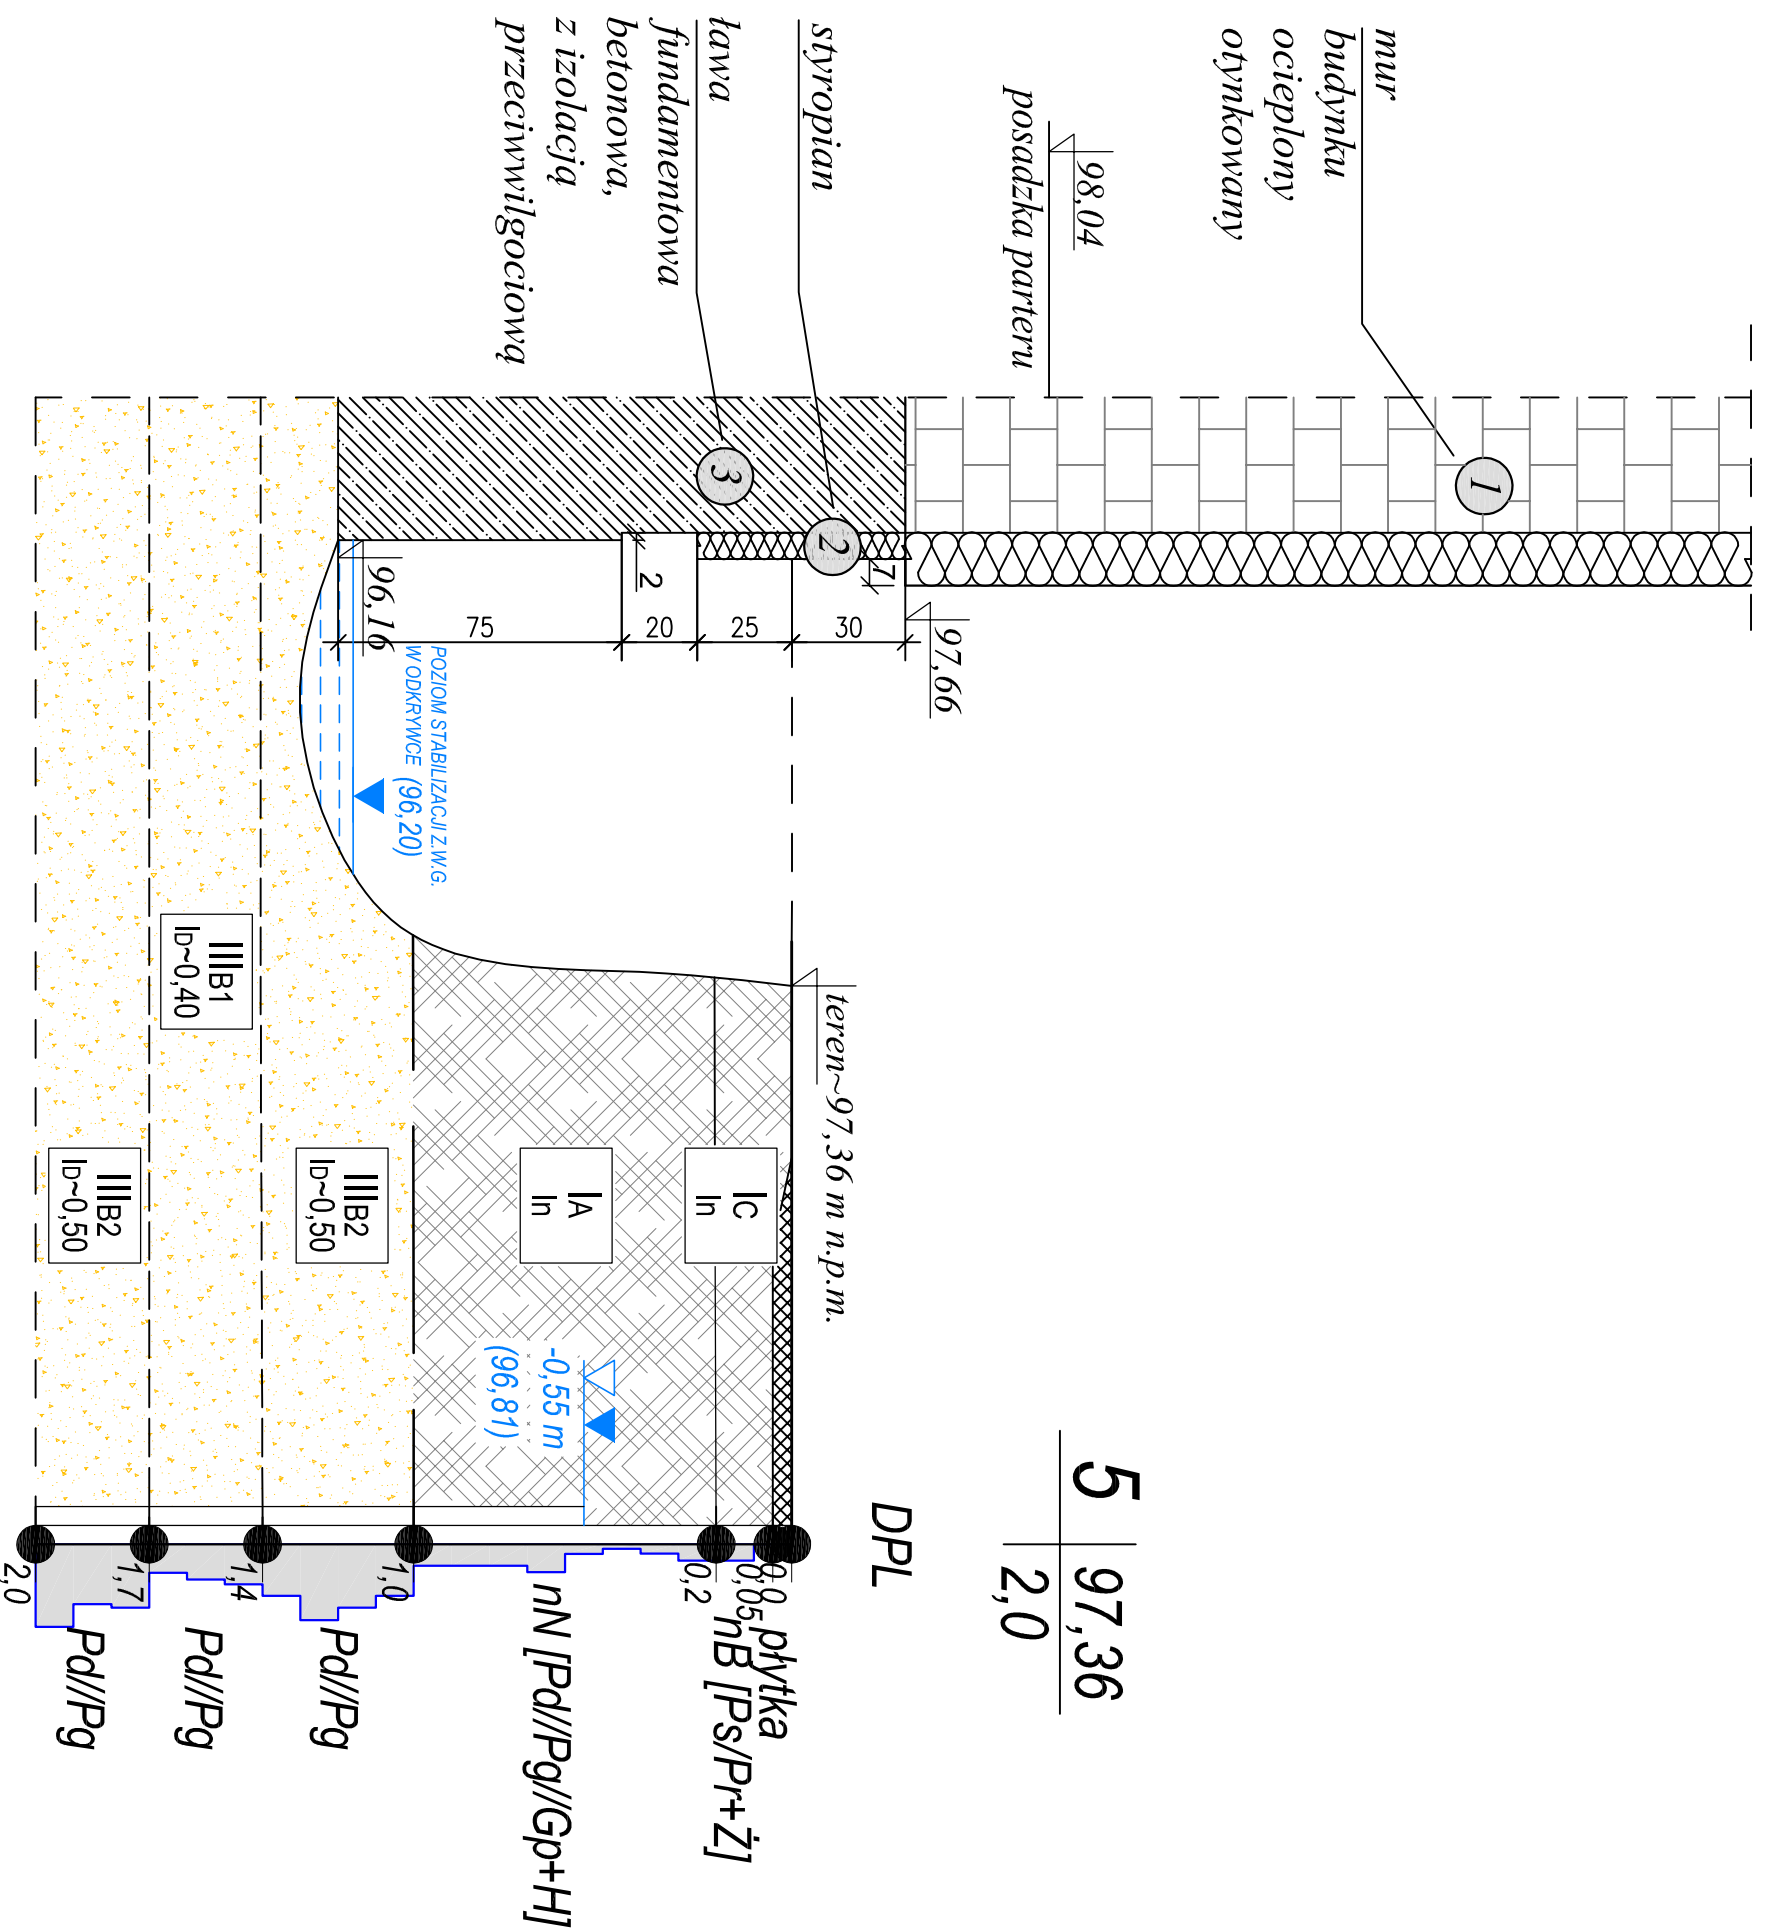 mur
budynku
ocieplony
otynkowany
1
98,04
posadzka parteru
styropian
2
ława
fundamentowa
betonowa,
z izolacją
przeciwwilgociową
3
97,66
7
30
25
20
75
2
96,16
POZIOM STABILIZACJI Z.W.G.
W ODKRYWCE (96,20)
teren~97,36 m n.p.m.
5
97,36
2,0
DPL
IC
In
IA
In
-0,55 m
(96,81)
IIIB2
ID~0,50
IIIB1
ID~0,40
IIIB2
ID~0,50
0,0
płytka
0,05
nB [Ps/Pr+Ż]
0,2
nN [Pd//Pg//Gp+H]
1,0
Pd//Pg
1,4
Pd//Pg
1,7
Pd//Pg
2,0